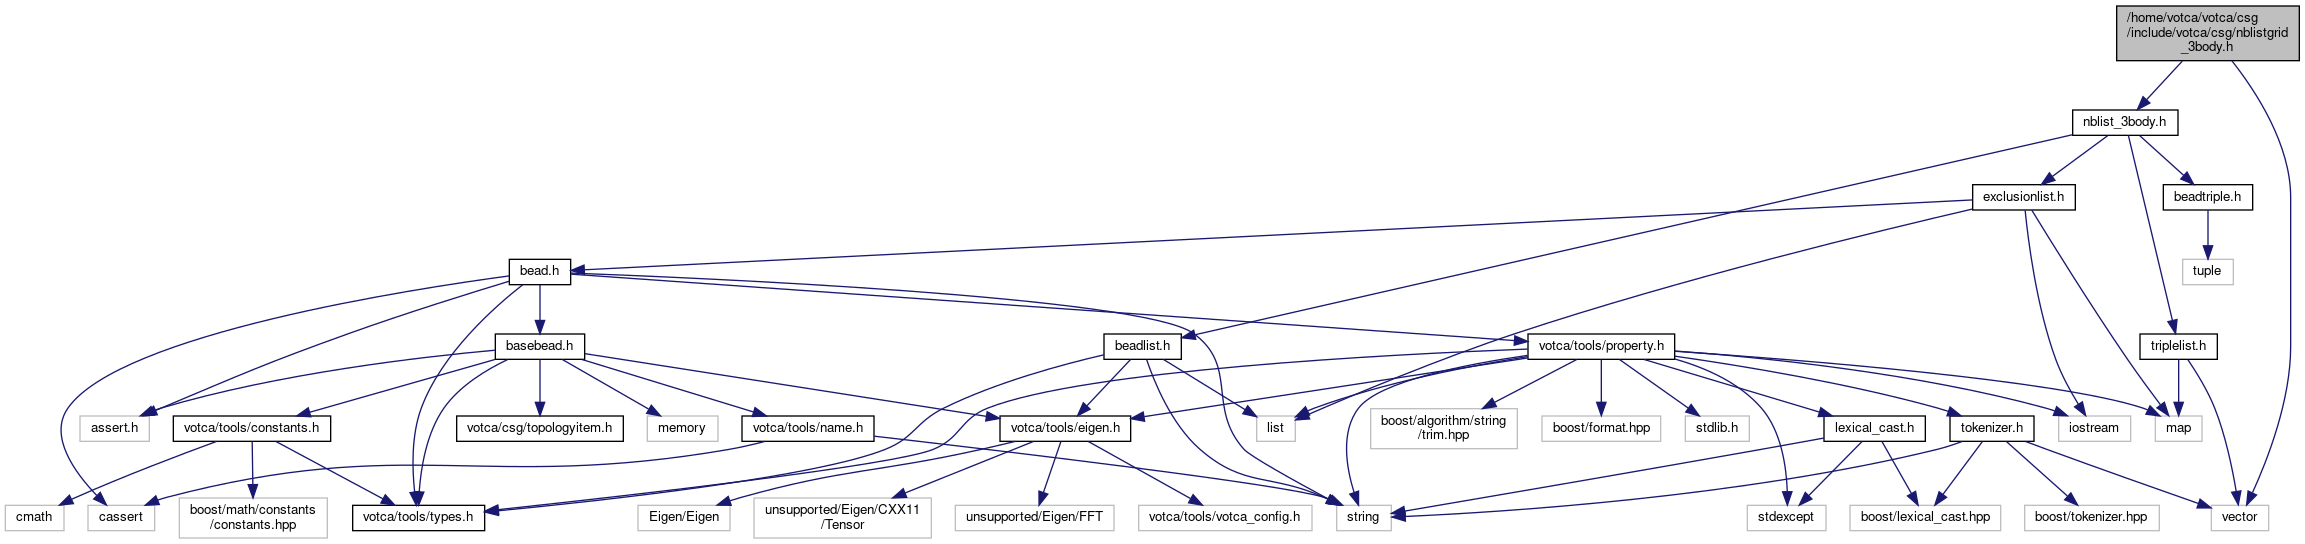 /home/votca/votca/csg
/include/votca/csg/nblistgrid
_3body.h
nblist_3body.h
exclusionlist.h
beadtriple.h
bead.h
tuple
basebead.h
beadlist.h
votca/tools/property.h
triplelist.h
assert.h
votca/tools/constants.h
votca/csg/topologyitem.h
memory
votca/tools/name.h
votca/tools/eigen.h
list
boost/algorithm/string
/trim.hpp
boost/format.hpp
stdlib.h
lexical_cast.h
tokenizer.h
iostream
map
cmath
cassert
boost/math/constants
/constants.hpp
votca/tools/types.h
Eigen/Eigen
unsupported/Eigen/CXX11
/Tensor
unsupported/Eigen/FFT
votca/tools/votca_config.h
string
stdexcept
boost/lexical_cast.hpp
boost/tokenizer.hpp
vector